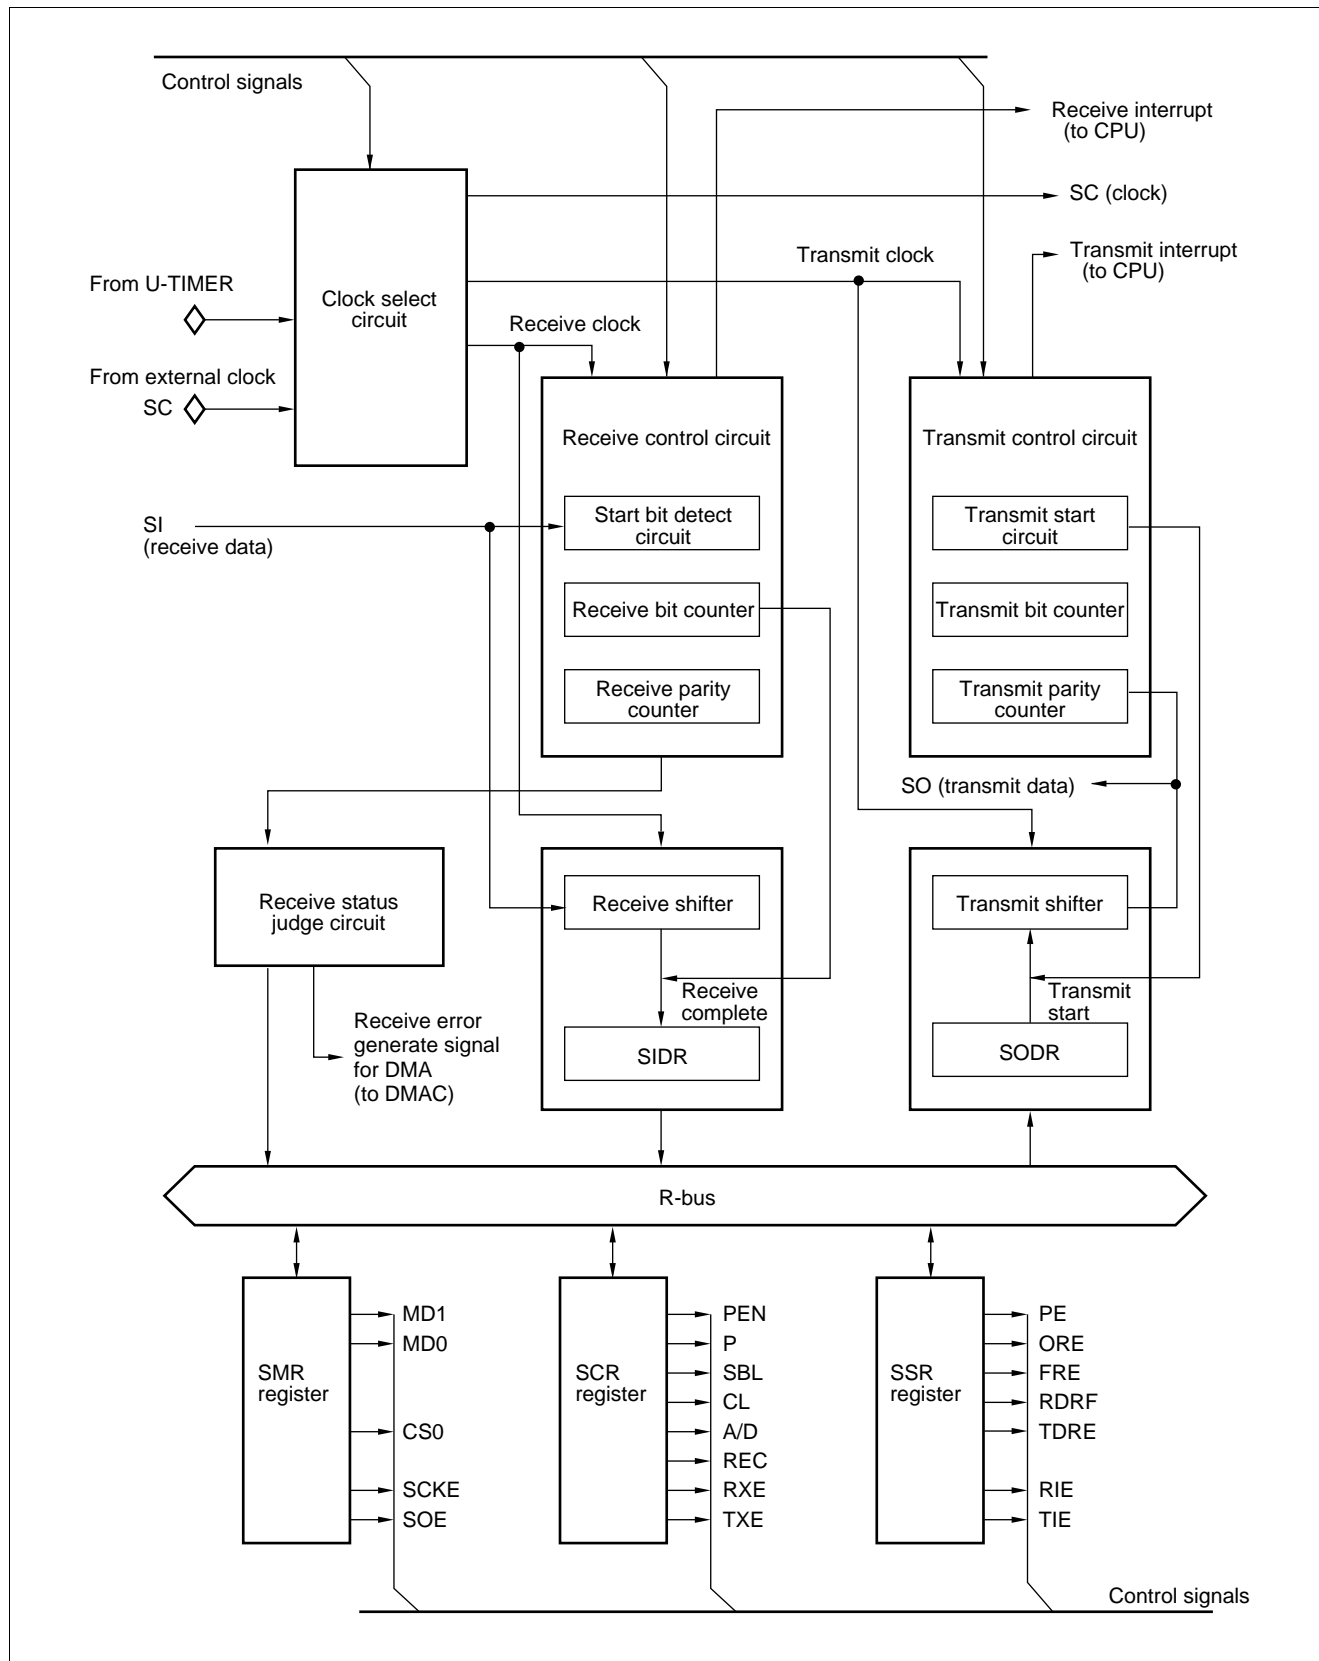 Control signals
Receive interrupt
(to CPU)
SC (clock)
Transmit clock
Transmit interrupt
(to CPU)
From U-TIMER
Clock select
circuit
Receive clock
From external clock
SC
Receive control circuit
Transmit control circuit
SI
(receive data)
Start bit detect
circuit
Transmit start
circuit
Receive bit counter
Transmit bit counter
Receive parity
counter
Transmit parity
counter
SO (transmit data)
Receive status
judge circuit
Receive shifter
Transmit shifter
Receive
complete
Transmit
start
Receive error
generate signal
for DMA
(to DMAC)
SIDR
SODR
R-bus
SMR
register
MD1
MD0
CS0
SCKE
SOE
SCR
register
PEN
P
SBL
CL
A/D
REC
RXE
TXE
SSR
register
PE
ORE
FRE
RDRF
TDRE
RIE
TIE
Control signals